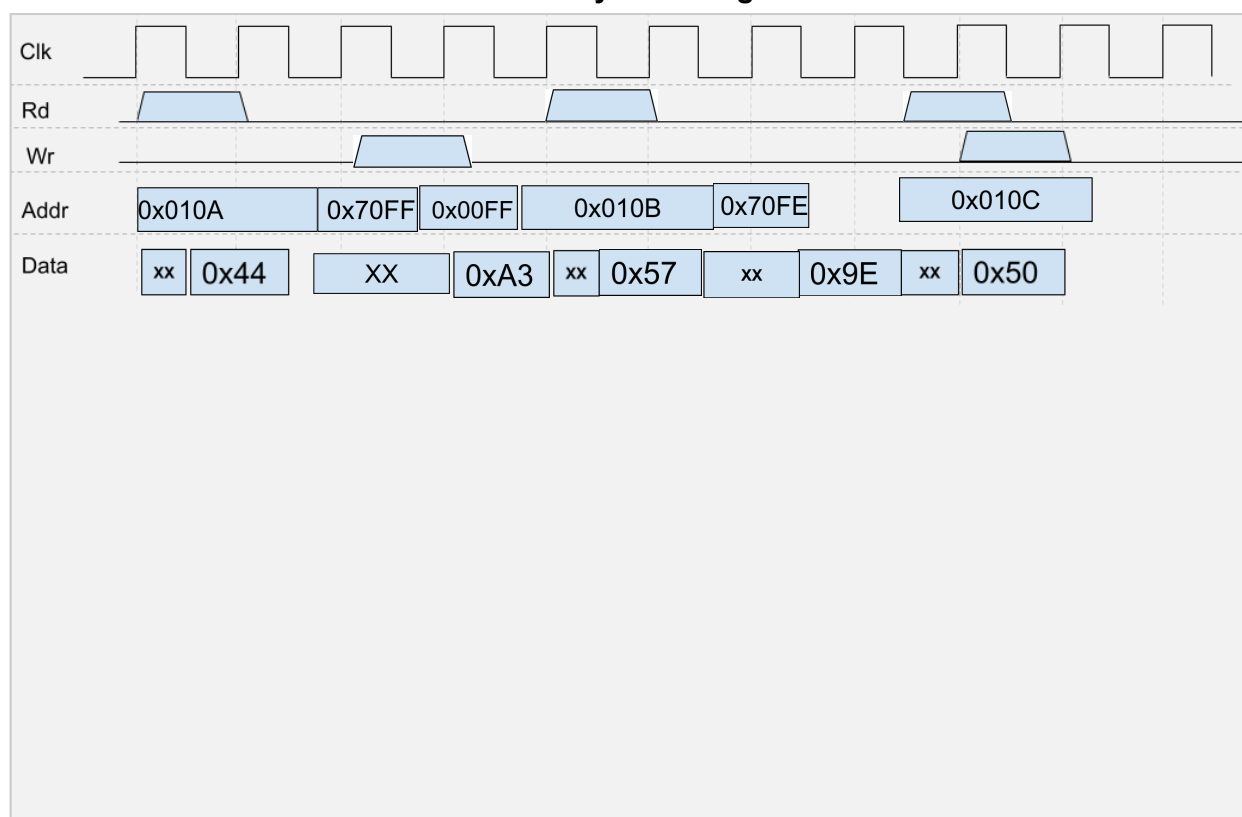 Clk
Rd
Wr
Addr 0x010A 0x70FF 0x00FF 0x010B 0x70FE 0x010C
Data xx 0x44 XX 0xA3 xx 0x57 xx 0x9E xx 0x50